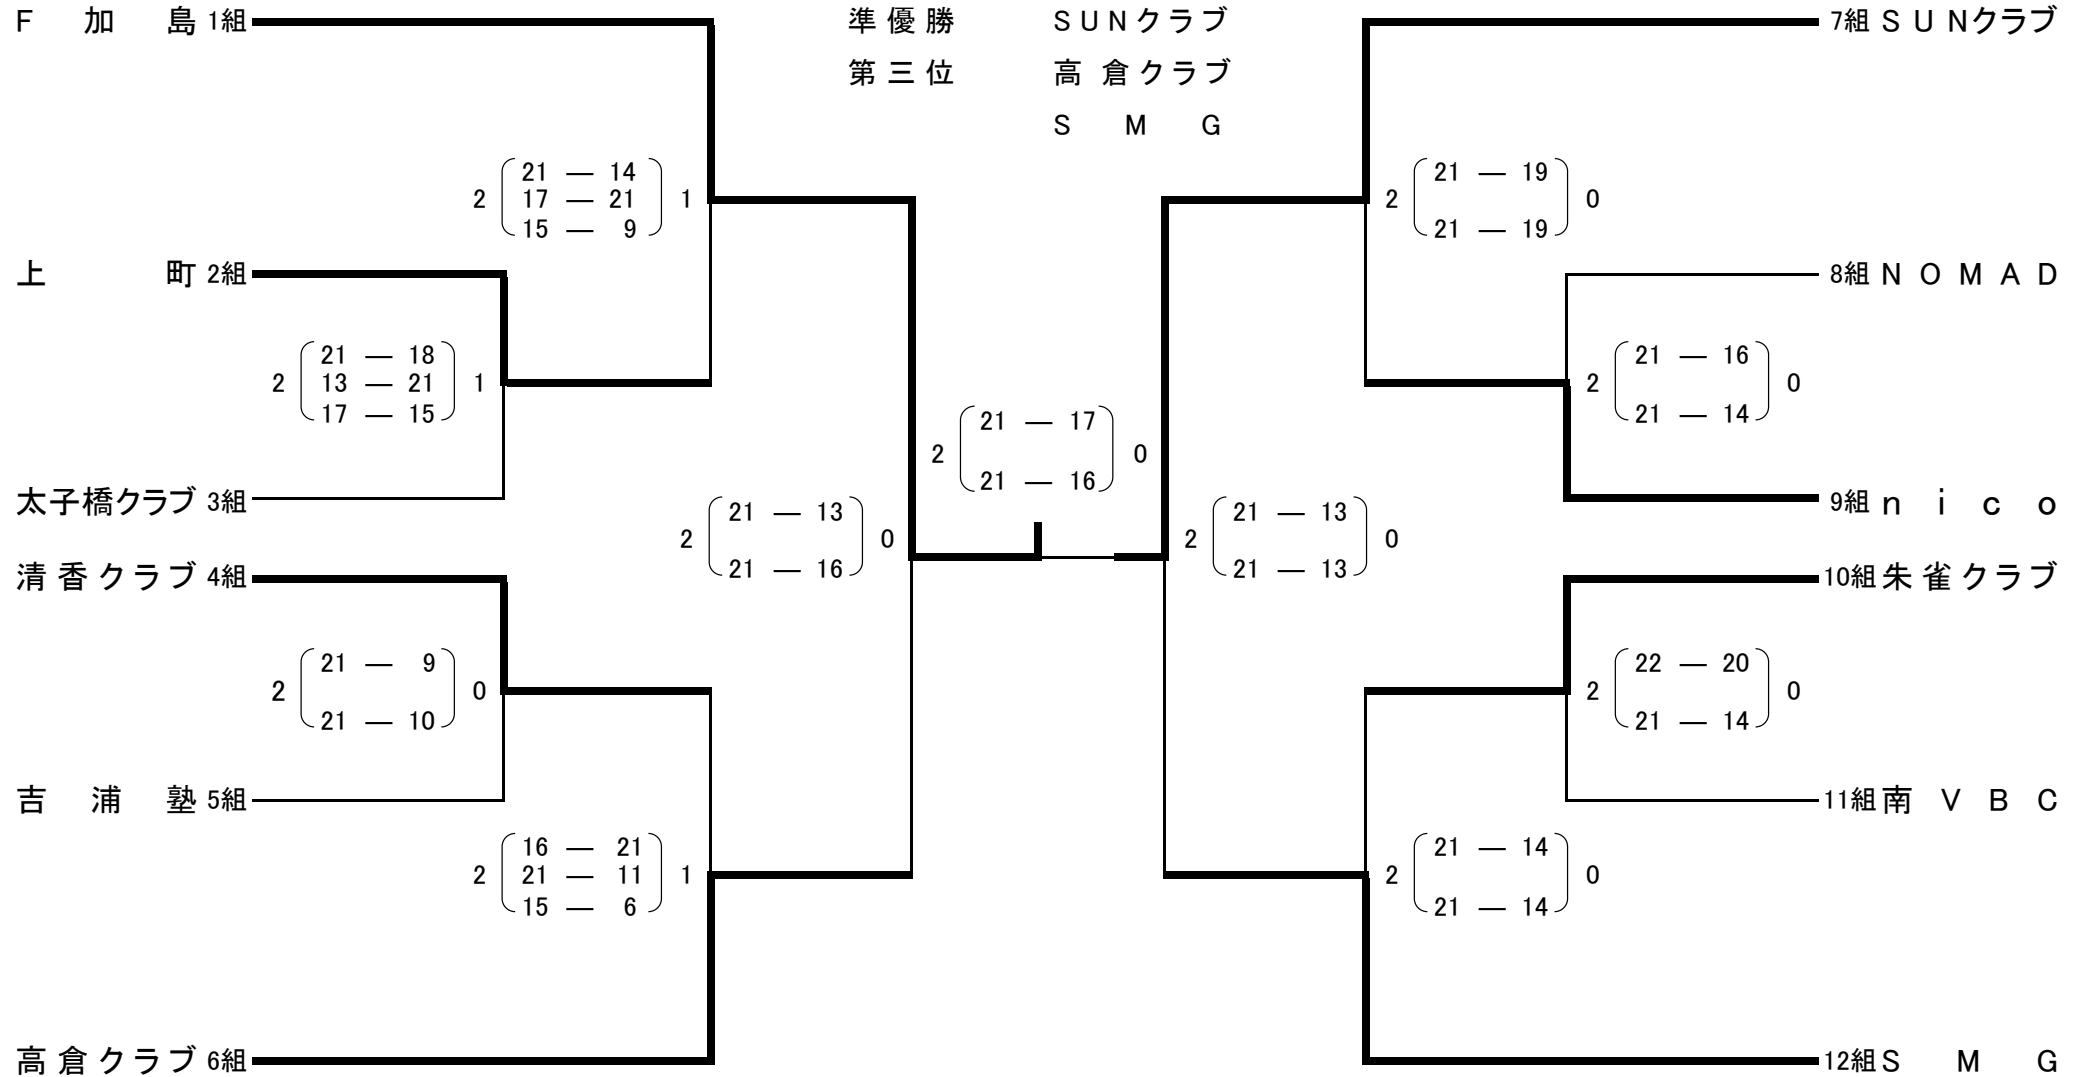 F 加 島 1組
準 優 勝 SUNクラブ
7組 S U Nクラブ
第 三 位 高 倉 クラブ
S M G
21 — 14
2 17 — 21 1
15 — 9
21 — 19
2 0
21 — 19
上 町 2組
8組 N O M A D
21 — 18
2 13 — 21 1
17 — 15
21 — 16
2 0
21 — 14
21 — 17
2 0
21 — 16
太子橋クラブ 3組
9組 n i c o
21 — 13
2 0
21 — 16
21 — 13
2 0
21 — 13
清 香 クラブ 4組
10組 朱 雀 クラブ
21 — 9
2 0
21 — 10
22 — 20
2 0
21 — 14
吉 浦 塾 5組
11組 南 V B C
16 — 21
2 21 — 11 1
15 — 6
21 — 14
2 0
21 — 14
高 倉 クラブ 6組
12組 S M G